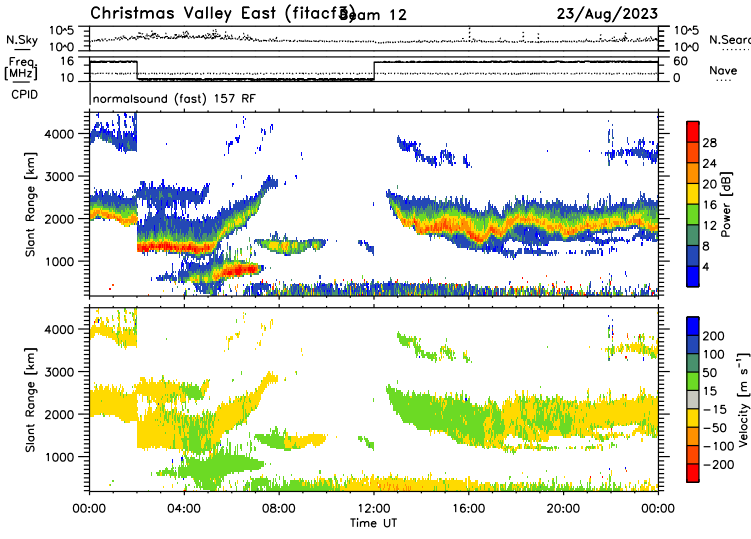 Christmas Valley East (fitacf3) Beam 12 23/Aug/2023
N.Sky 10^5 10^0 10^5 10^0 N.Searc
Freq. [MHz] 16 10 60 0 Nave
CPID normalsound (fast) 157 RF
Slant Range [km] 4000 3000 2000 1000
Power [dB] 28 24 20 16 12 8 4
Slant Range [km] 4000 3000 2000 1000
Velocity [m s⁻¹] 200 100 50 15 −15 −50 −100 −200
00:00 04:00 08:00 12:00 16:00 20:00 00:00
Time UT